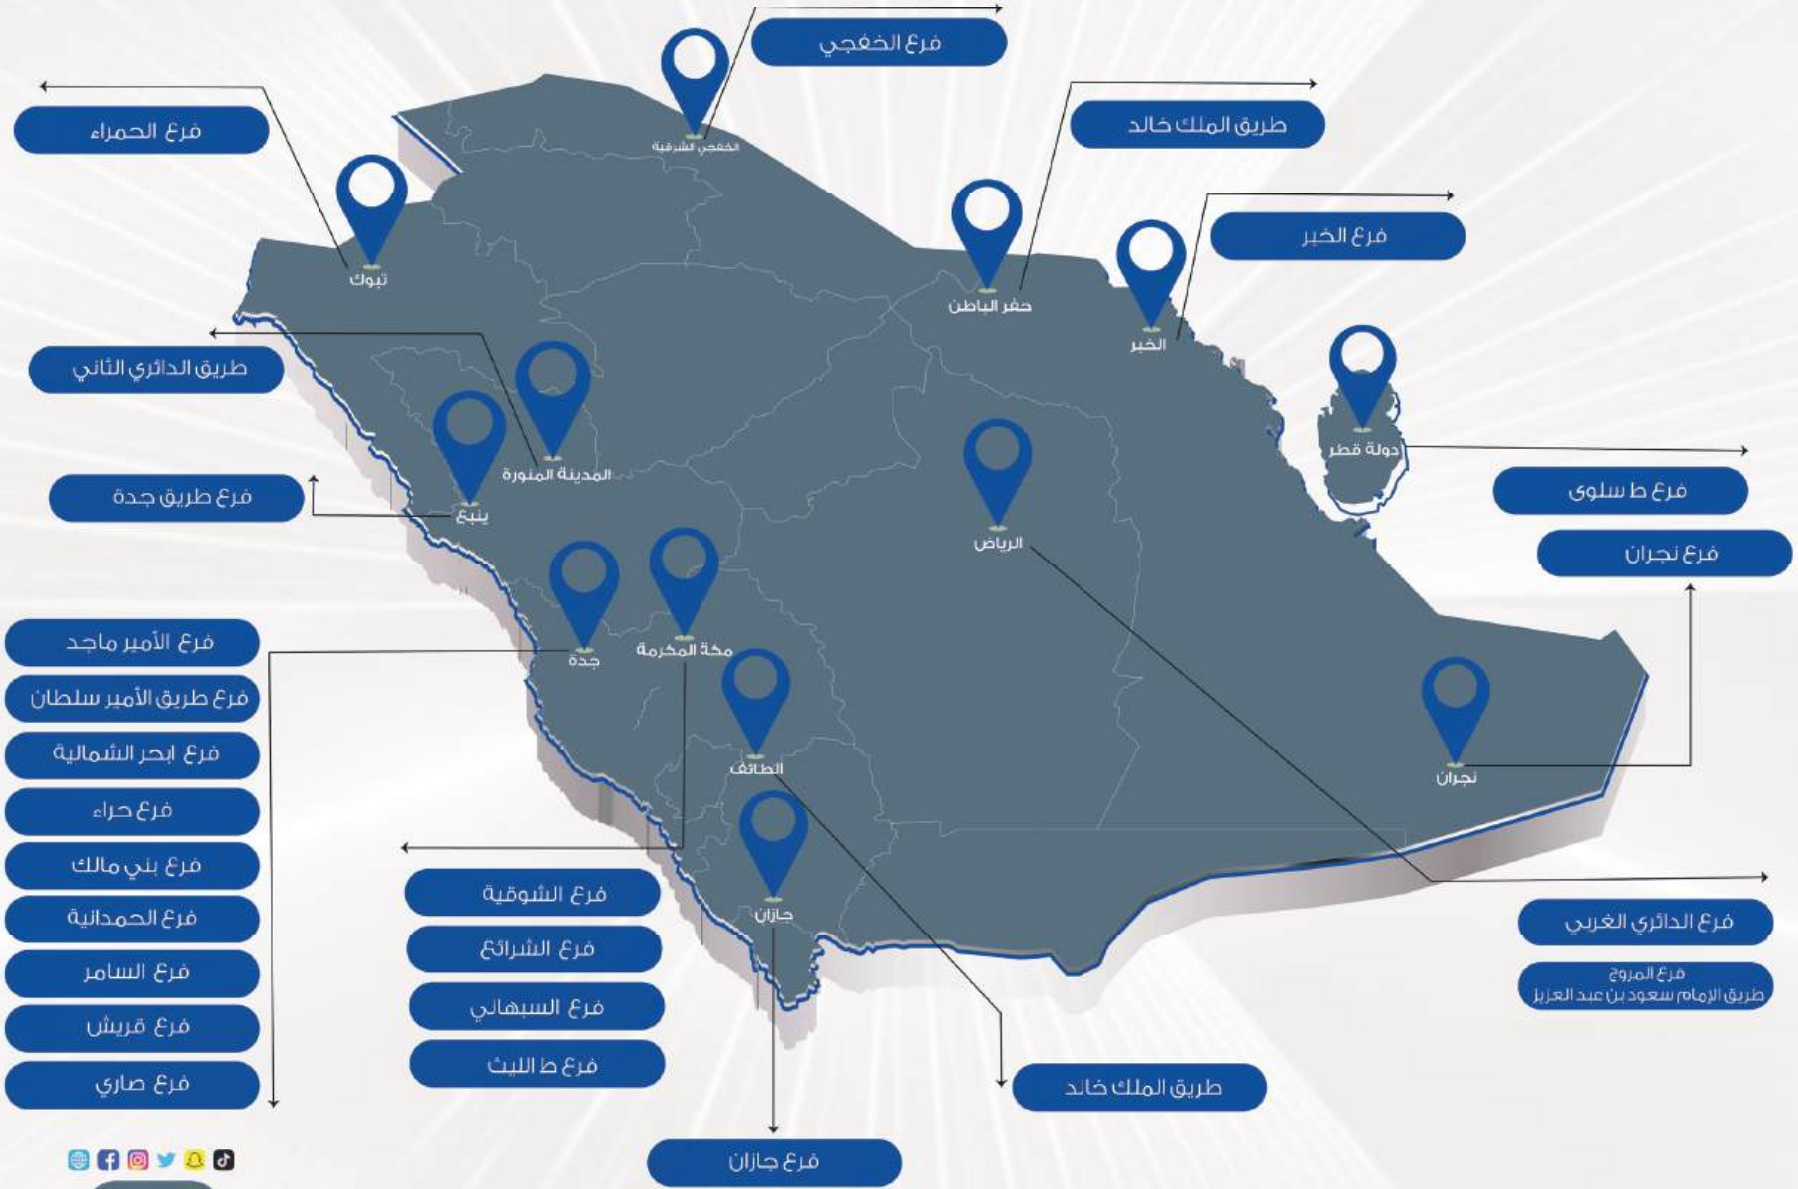 فرع الخفجي
الخفجي الشرقية
طريق الملك خالد
حفر الباطن
فرع الحمراء
تبوك
فرع الخبر
الخبر
طريق الدائري الثاني
المدينة المنورة
دولة قطر
فرع ط سلوى
فرع طريق جدة
ينبع
الرياض
فرع نجران
نجران
جدة
مكة المكرمة
الطائف
جازان
فرع الأمير ماجد
فرع طريق الأمير سلطان
فرع ابحر الشمالية
فرع حراء
فرع بني مالك
فرع الحمدانية
فرع السامر
فرع قريش
فرع صاري
فرع الشوقية
فرع الشرائع
فرع السبهاني
فرع ط الليث
فرع الدائري الغربي
فرع المروج
طريق الإمام سعود بن عبد العزيز
طريق الملك خالد
فرع جازان